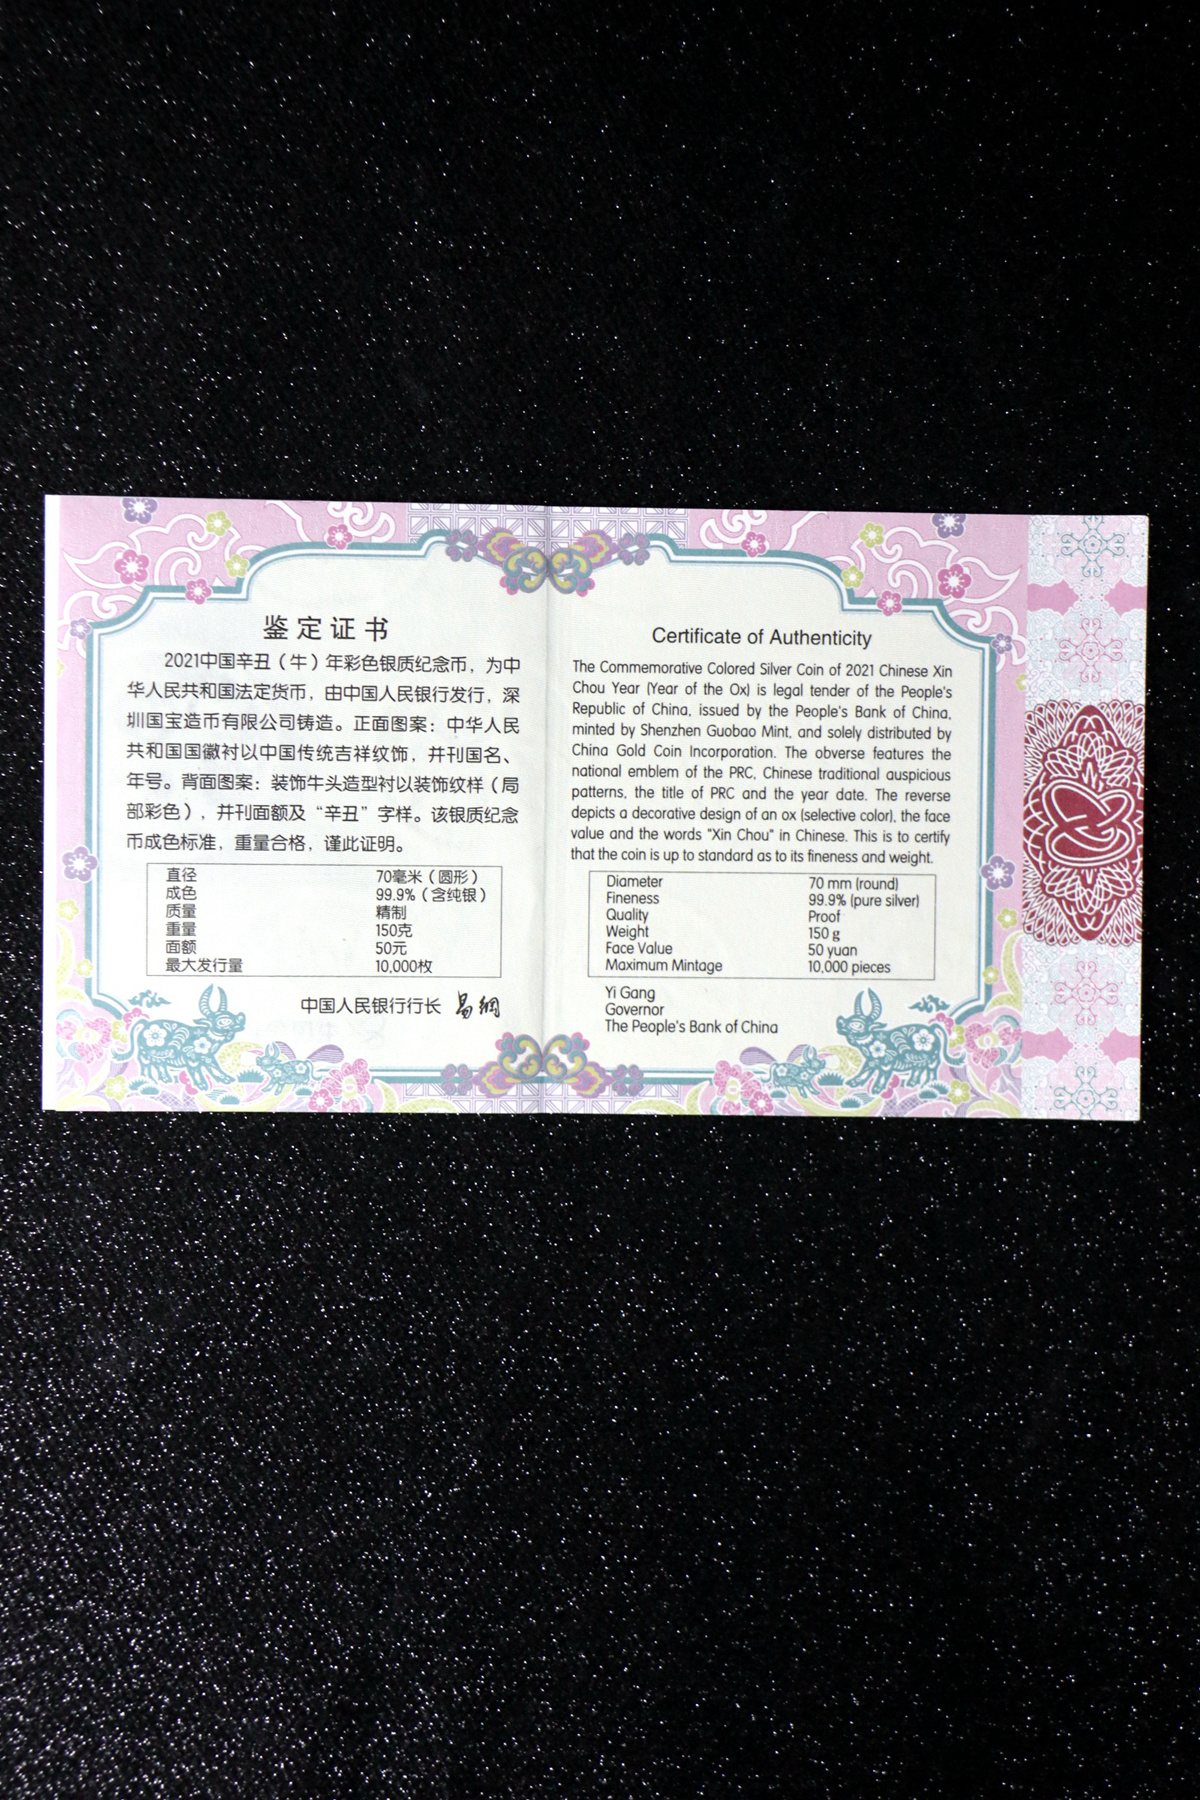 鉴定证书
2021中国辛丑（牛）年彩色银质纪念币，为中
华人民共和国法定货币，由中国人民银行发行，深
圳国宝造币有限公司铸造。正面图案：中华人民
共和国国徽衬以中国传统吉祥纹饰，并刊国名、
年号。背面图案：装饰牛头造型衬以装饰纹样（局
部彩色），并刊面额及“辛丑”字样。该银质纪念
币成色标准，重量合格，谨此证明。
直径 70毫米（圆形）
成色 99.9%（含纯银）
质量 精制
重量 150克
面额 50元
最大发行量 10,000枚
中国人民银行行长 易纲
Certificate of Authenticity
The Commemorative Colored Silver Coin of 2021 Chinese Xin
Chou Year (Year of the Ox) is legal tender of the People's
Republic of China, issued by the People's Bank of China,
minted by Shenzhen Guobao Mint, and solely distributed by
China Gold Coin Incorporation. The obverse features the
national emblem of the PRC, Chinese traditional auspicious
patterns, the title of PRC and the year date. The reverse
depicts a decorative design of an ox (selective color), the face
value and the words "Xin Chou" in Chinese. This is to certify
that the coin is up to standard as to its fineness and weight.
Diameter 70 mm (round)
Fineness 99.9% (pure silver)
Quality Proof
Weight 150 g
Face Value 50 yuan
Maximum Mintage 10,000 pieces
Yi Gang
Governor
The People's Bank of China